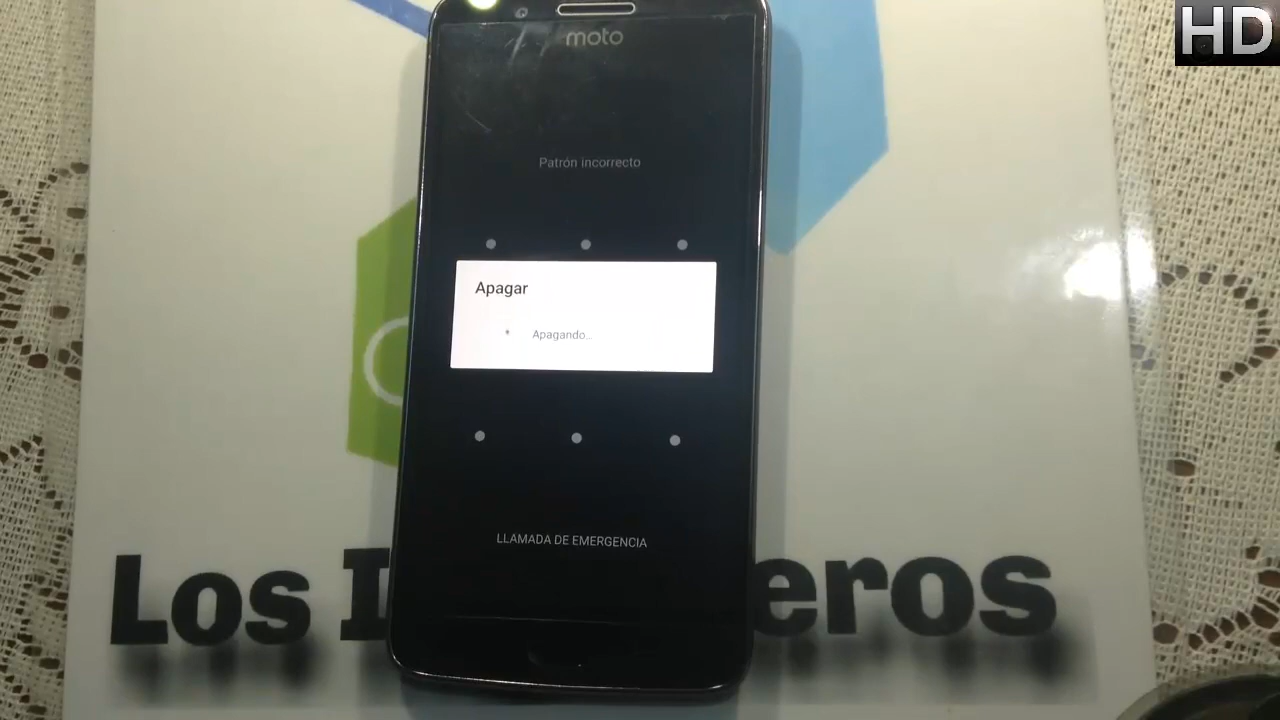 HD
moto
Patrón incorrecto
Apagar
Apagando...
LLAMADA DE EMERGENCIA
Los
eros